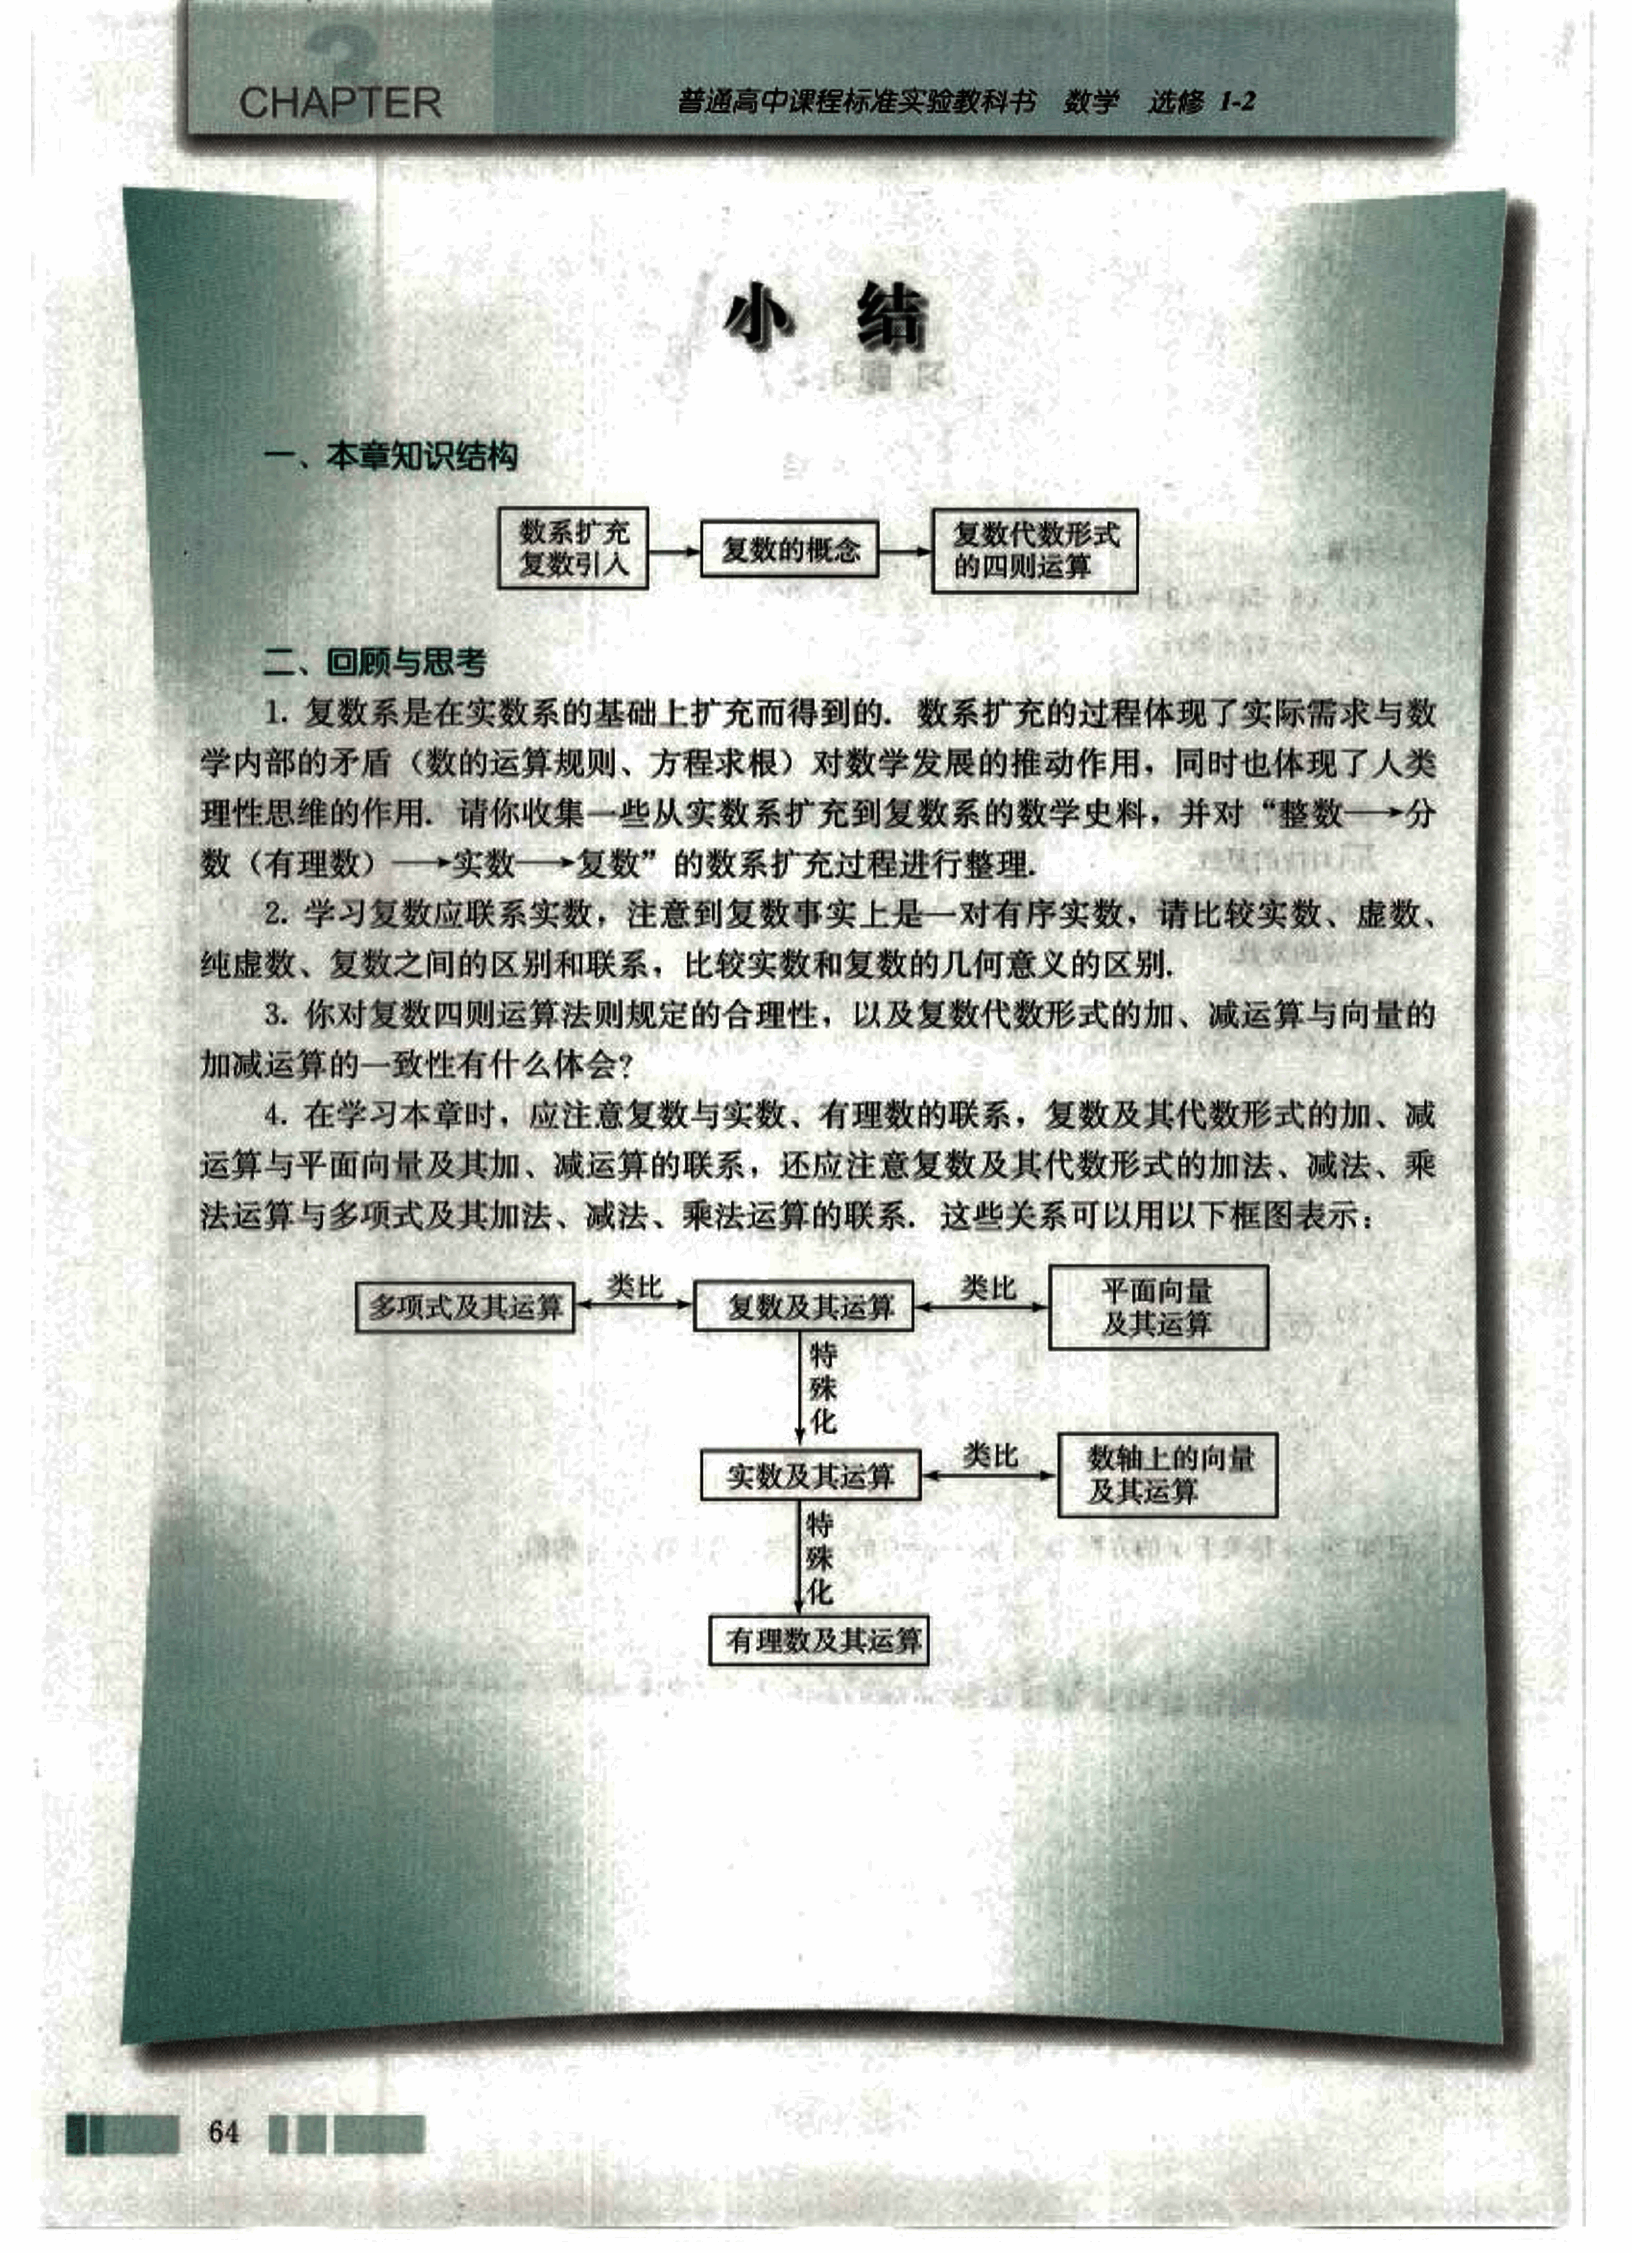 3
CHAPTER
普通高中课程标准实验教科书 数学 选修 1-2
小 结
一、本章知识结构
数系扩充
复数引入
复数的概念
复数代数形式
的四则运算
二、回顾与思考
1. 复数系是在实数系的基础上扩充而得到的. 数系扩充的过程体现了实际需求与数
学内部的矛盾（数的运算规则、方程求根）对数学发展的推动作用，同时也体现了人类
理性思维的作用. 请你收集一些从实数系扩充到复数系的数学史料，并对“整数⟶分
数（有理数）⟶实数⟶复数”的数系扩充过程进行整理.
2. 学习复数应联系实数，注意到复数事实上是一对有序实数，请比较实数、虚数、
纯虚数、复数之间的区别和联系，比较实数和复数的几何意义的区别.
3. 你对复数四则运算法则规定的合理性，以及复数代数形式的加、减运算与向量的
加减运算的一致性有什么体会?
4. 在学习本章时，应注意复数与实数、有理数的联系，复数及其代数形式的加、减
运算与平面向量及其加、减运算的联系，还应注意复数及其代数形式的加法、减法、乘
法运算与多项式及其加法、减法、乘法运算的联系. 这些关系可以用以下框图表示：
多项式及其运算
类比
复数及其运算
类比
平面向量
及其运算
特
殊
化
实数及其运算
类比
数轴上的向量
及其运算
特
殊
化
有理数及其运算
64